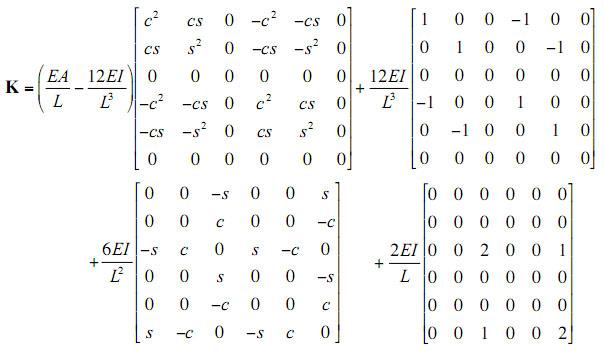 c² cs 0 −c² −cs 0 1 0 0 −1 0 0
cs s² 0 −cs −s² 0 0 1 0 0 −1 0
K = (EA/L − 12EI/L³) 0 0 0 0 0 0 + 12EI/L³ 0 0 0 0 0 0
−c² −cs 0 c² cs 0 −1 0 0 1 0 0
−cs −s² 0 cs s² 0 0 −1 0 0 1 0
0 0 0 0 0 0 0 0 0 0 0 0
0 0 −s 0 0 s 0 0 0 0 0 0
0 0 c 0 0 −c 0 0 0 0 0 0
+ 6EI/L² −s c 0 s −c 0 + 2EI/L 0 0 2 0 0 1
0 0 s 0 0 −s 0 0 0 0 0 0
0 0 −c 0 0 c 0 0 0 0 0 0
s −c 0 −s c 0 0 0 1 0 0 2